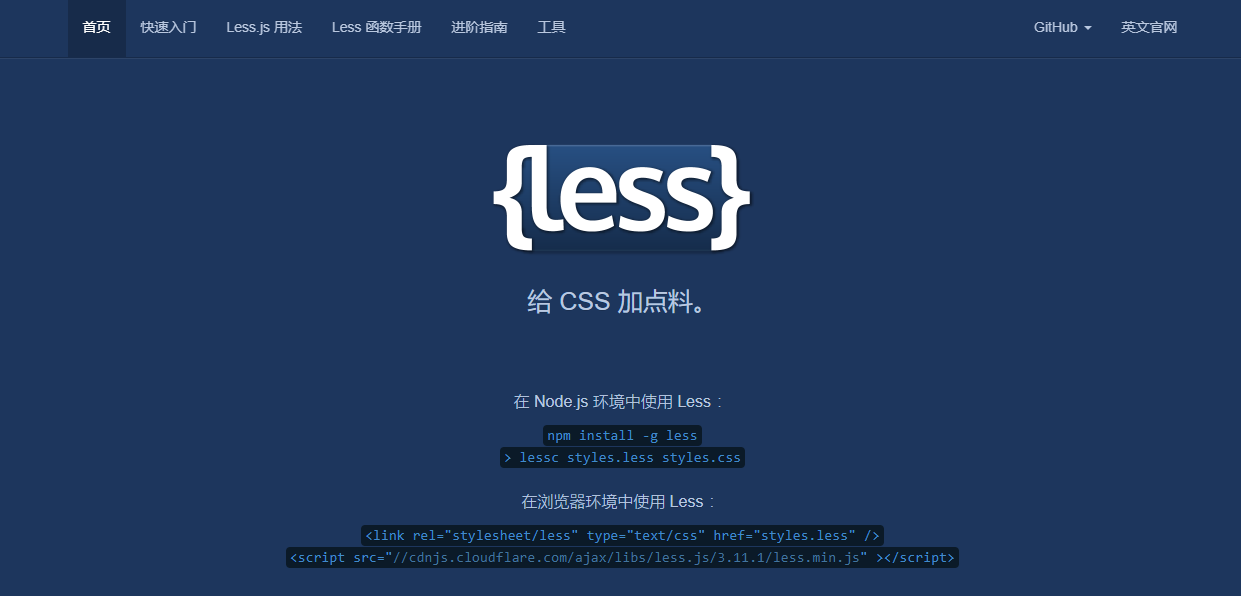 首页 快速入门 Less.js 用法 Less 函数手册 进阶指南 工具 GitHub 英文官网
{less}
给 CSS 加点料。
在 Node.js 环境中使用 Less：
npm install -g less
> lessc styles.less styles.css
在浏览器环境中使用 Less：
<link rel="stylesheet/less" type="text/css" href="styles.less" />
<script src="//cdnjs.cloudflare.com/ajax/libs/less.js/3.11.1/less.min.js" ></script>